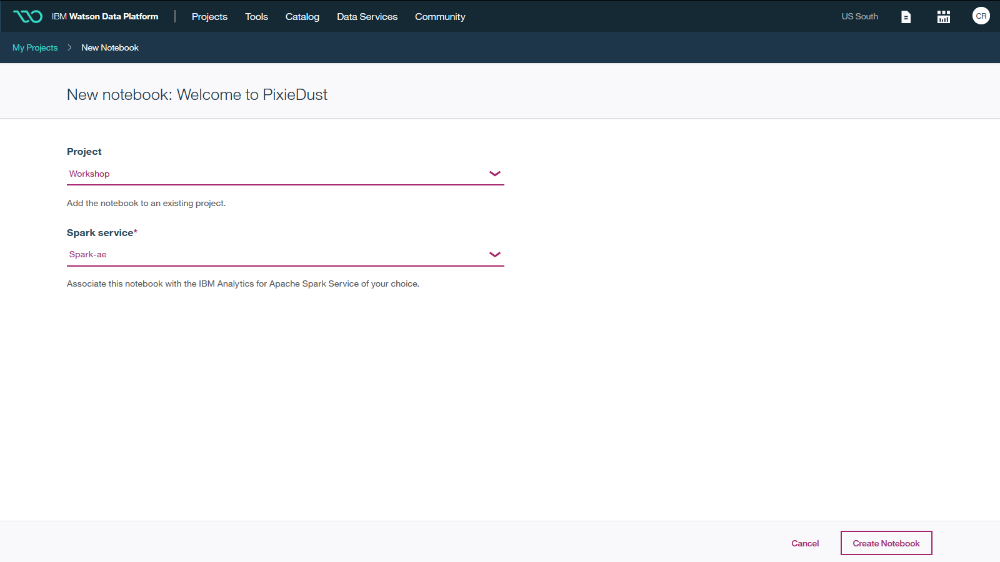 IBM Watson Data Platform Projects Tools Catalog Data Services Community US South CR
My Projects > New Notebook
New notebook: Welcome to PixieDust
Project
Workshop
Add the notebook to an existing project.
Spark service*
Spark-ae
Associate this notebook with the IBM Analytics for Apache Spark Service of your choice.
Cancel Create Notebook